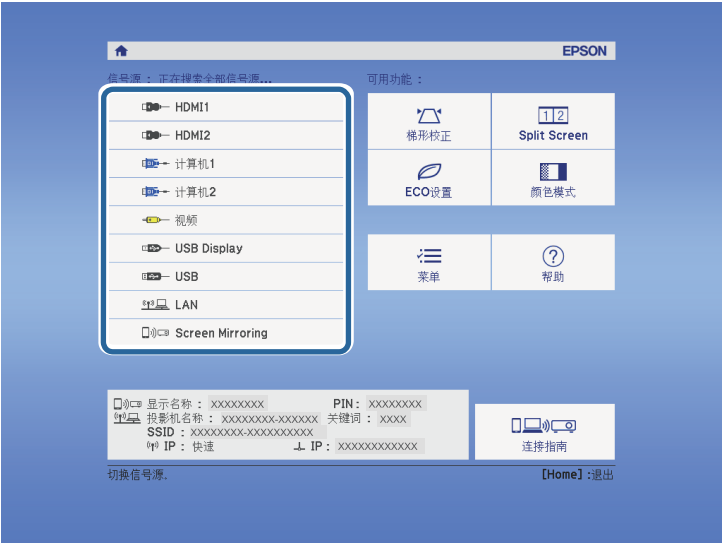 EPSON
信号源 : 正在搜索全部信号源...
可用功能 :
HDMI1
HDMI2
计算机1
计算机2
视频
USB Display
USB
LAN
Screen Mirroring
梯形校正
1 2
Split Screen
ECO设置
颜色模式
菜单
?
帮助
显示名称 : XXXXXXXX PIN : XXXXXXXX
投影机名称 : XXXXXXXX-XXXXXX 关键词 : XXXX
SSID : XXXXXXXX-XXXXXXXXXX
IP : 快速 IP : XXXXXXXXXXXX
连接指南
切换信号源. [Home] :退出